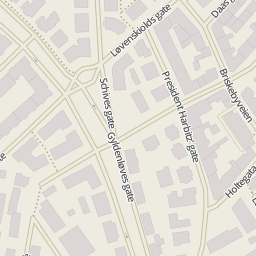 Daas g
Løvenskiolds gate
Briskebyveien
Schives gate
President Harbitz' gate
Gyldenløves gate
Holtegata